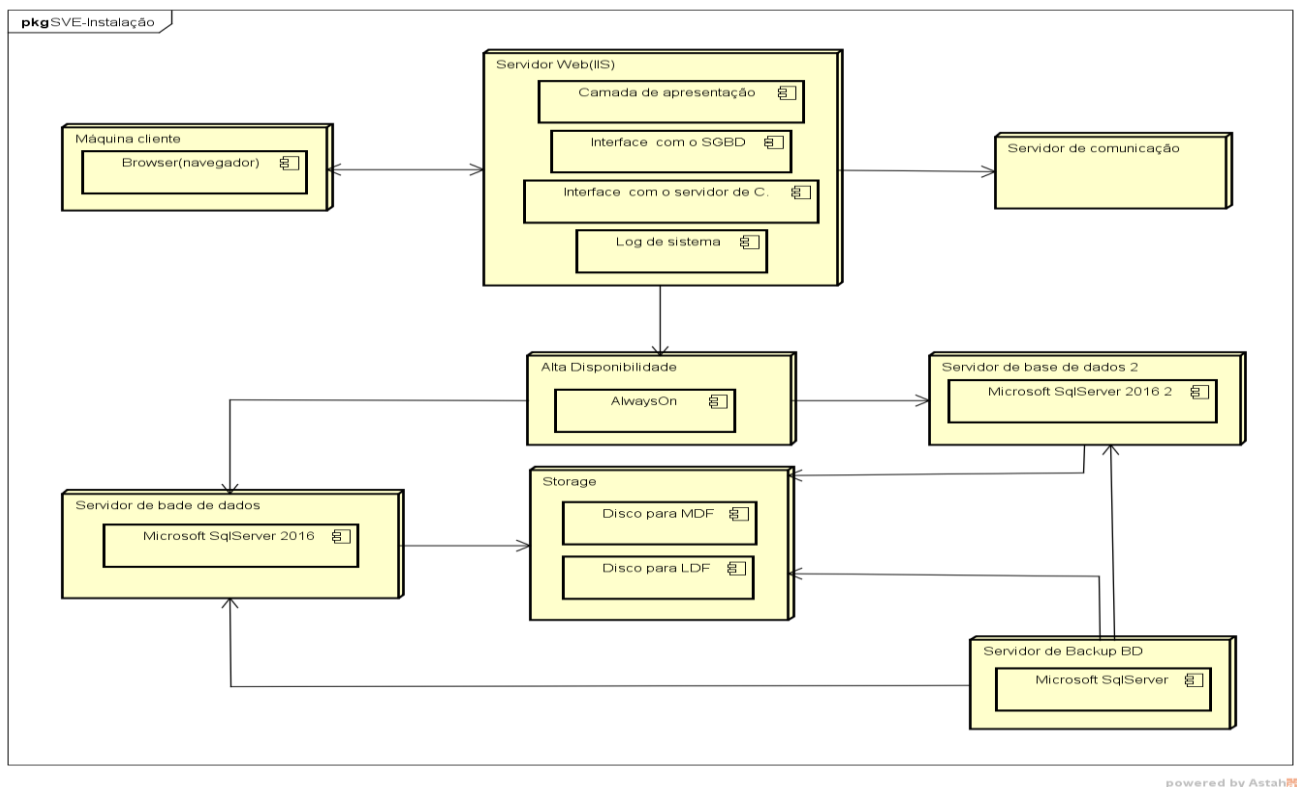 pkg SVE-Instalação
Servidor Web(IIS)
Camada de apresentação
Interface com o SGBD
Interface com o servidor de C.
Log de sistema
Máquina cliente
Browser(navegador)
Servidor de comunicação
Alta Disponibilidade
AlwaysOn
Servidor de base de dados 2
Microsoft SqlServer 2016 2
Servidor de bade de dados
Microsoft SqlServer 2016
Storage
Disco para MDF
Disco para LDF
Servidor de Backup BD
Microsoft SqlServer
powered by Astah